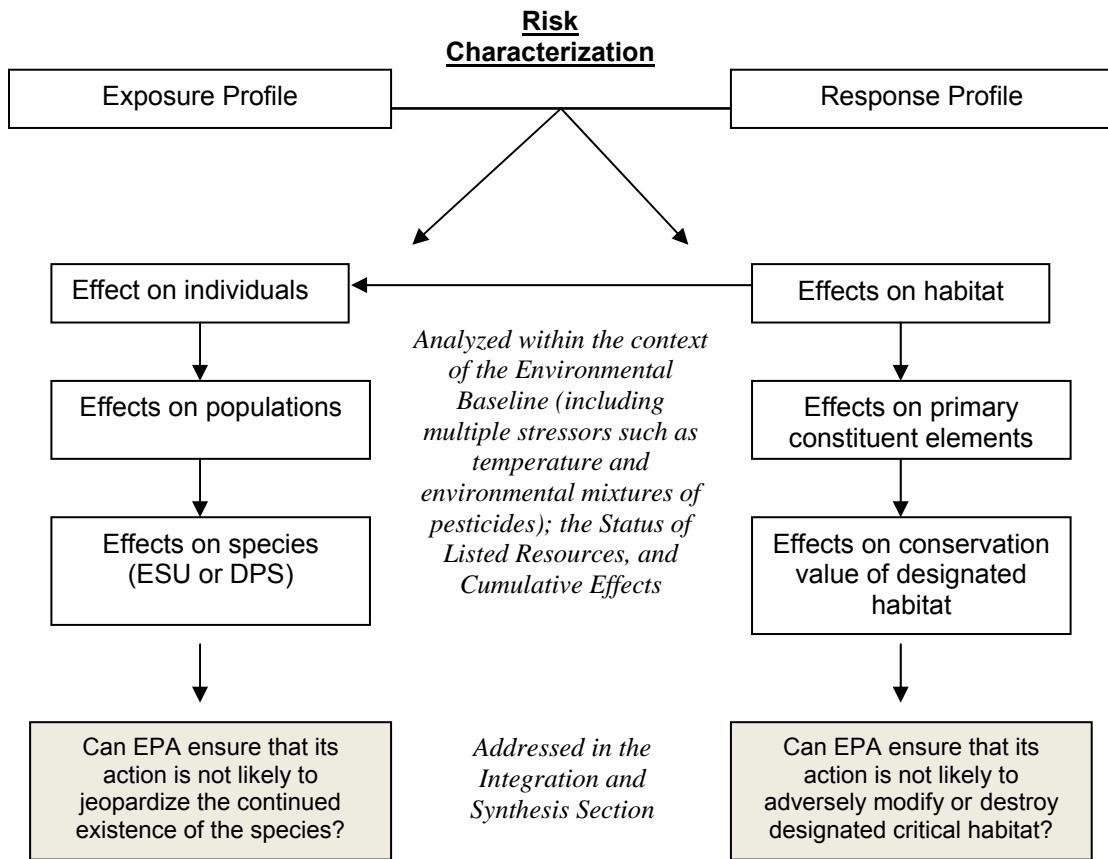 Risk
Characterization
Exposure Profile
Response Profile
Effect on individuals
Effects on habitat
Analyzed within the context
of the Environmental
Baseline (including
multiple stressors such as
temperature and
environmental mixtures of
pesticides); the Status of
Listed Resources, and
Cumulative Effects
Effects on populations
Effects on primary
constituent elements
Effects on species
(ESU or DPS)
Effects on conservation
value of designated
habitat
Can EPA ensure that its
action is not likely to
jeopardize the continued
existence of the species?
Addressed in the
Integration and
Synthesis Section
Can EPA ensure that its
action is not likely to
adversely modify or destroy
designated critical habitat?